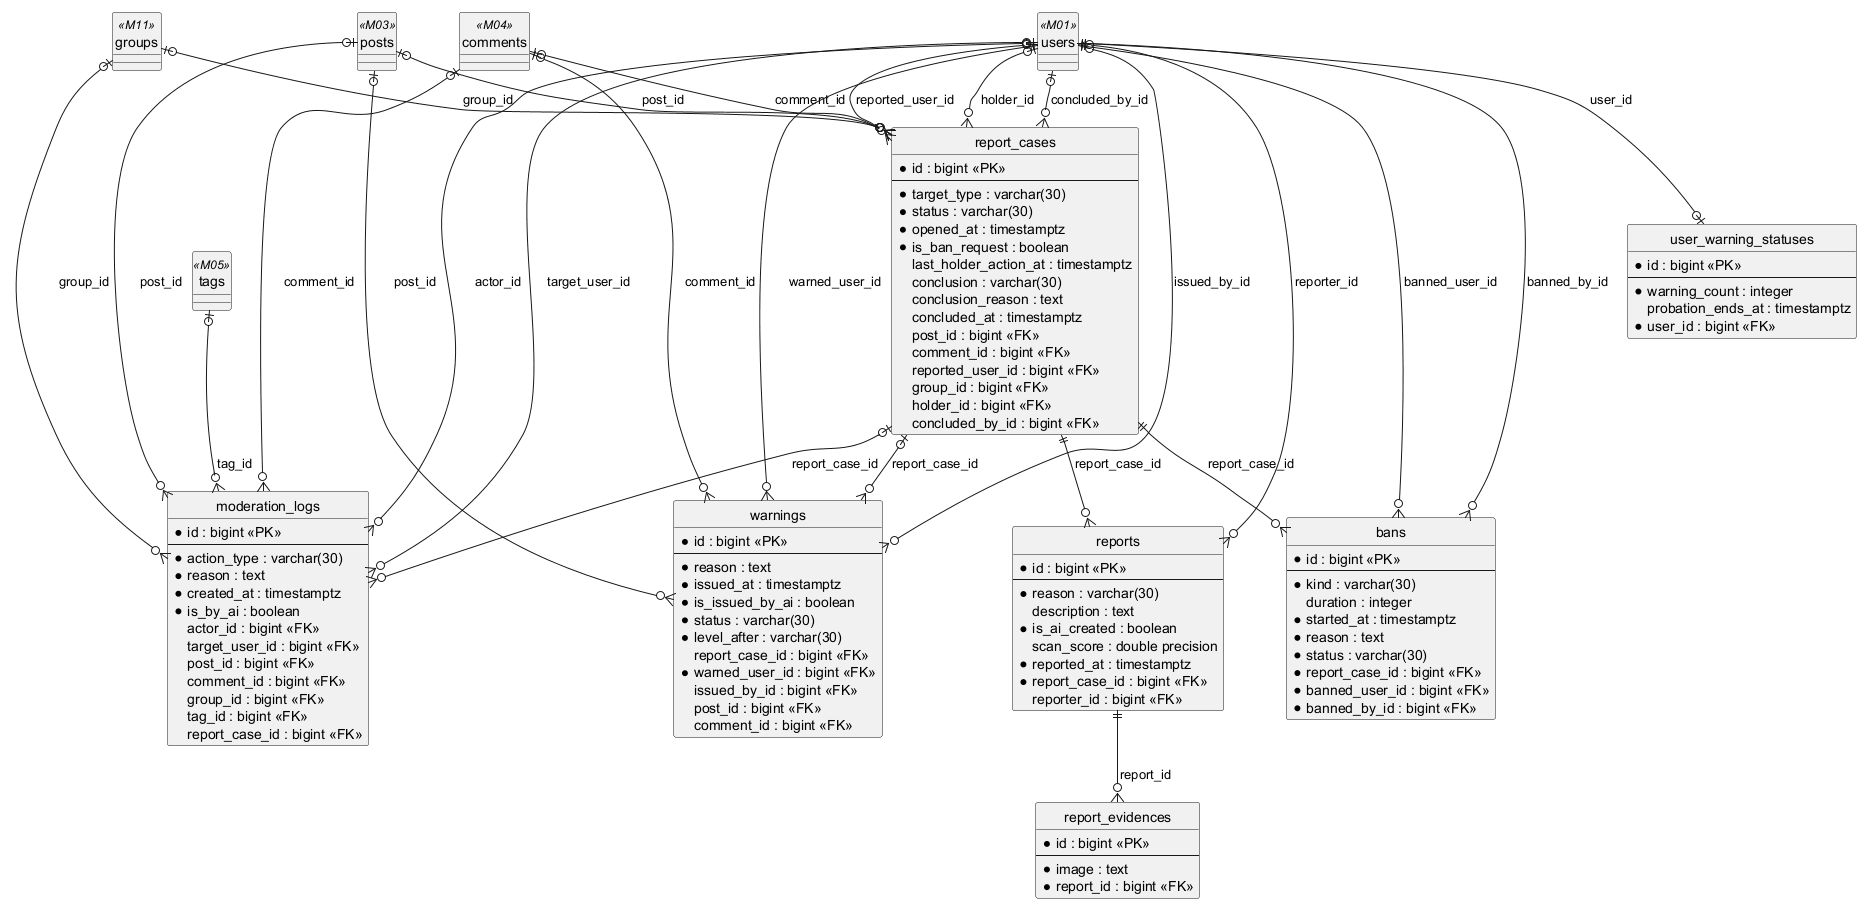 «M11»
groups
«M03»
posts
«M04»
comments
«M01»
users
group_id
post_id
comment_id
reported_user_id
holder_id
concluded_by_id
user_id
report_cases
id : bigint «PK»
target_type : varchar(30)
status : varchar(30)
opened_at : timestamptz
is_ban_request : boolean
last_holder_action_at : timestamptz
conclusion : varchar(30)
conclusion_reason : text
concluded_at : timestamptz
post_id : bigint «FK»
comment_id : bigint «FK»
reported_user_id : bigint «FK»
group_id : bigint «FK»
holder_id : bigint «FK»
concluded_by_id : bigint «FK»
user_warning_statuses
id : bigint «PK»
warning_count : integer
probation_ends_at : timestamptz
user_id : bigint «FK»
«M05»
tags
group_id
post_id
comment_id
post_id
actor_id
target_user_id
comment_id
warned_user_id
issued_by_id
reporter_id
banned_user_id
banned_by_id
tag_id
report_case_id
report_case_id
report_case_id
report_case_id
moderation_logs
id : bigint «PK»
action_type : varchar(30)
reason : text
created_at : timestamptz
is_by_ai : boolean
actor_id : bigint «FK»
target_user_id : bigint «FK»
post_id : bigint «FK»
comment_id : bigint «FK»
group_id : bigint «FK»
tag_id : bigint «FK»
report_case_id : bigint «FK»
warnings
id : bigint «PK»
reason : text
issued_at : timestamptz
is_issued_by_ai : boolean
status : varchar(30)
level_after : varchar(30)
report_case_id : bigint «FK»
warned_user_id : bigint «FK»
issued_by_id : bigint «FK»
post_id : bigint «FK»
comment_id : bigint «FK»
reports
id : bigint «PK»
reason : varchar(30)
description : text
is_ai_created : boolean
scan_score : double precision
reported_at : timestamptz
report_case_id : bigint «FK»
reporter_id : bigint «FK»
bans
id : bigint «PK»
kind : varchar(30)
duration : integer
started_at : timestamptz
reason : text
status : varchar(30)
report_case_id : bigint «FK»
banned_user_id : bigint «FK»
banned_by_id : bigint «FK»
report_id
report_evidences
id : bigint «PK»
image : text
report_id : bigint «FK»